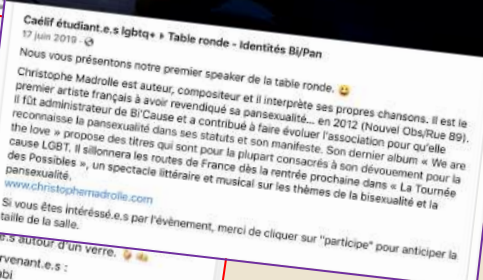 Caélif étudiant.e.s lgbtq+ ▸ Table ronde - Identités Bi/Pan
17 juin 2019 ·
Nous vous présentons notre premier speaker de la table ronde. 😃
Christophe Madrolle est auteur, compositeur et il interprète ses propres chansons. Il est le
premier artiste français à avoir revendiqué sa pansexualité... en 2012 (Nouvel Obs/Rue 89).
Il fût administrateur de Bi'Cause et a contribué à faire évoluer l'association pour qu'elle
reconnaisse la pansexualité dans ses statuts et son manifeste. Son dernier album « We are
the love » propose des titres qui sont pour la plupart consacrés à son dévouement pour la
cause LGBT. Il sillonnera les routes de France dès la rentrée prochaine dans « La Tournée
des Possibles », un spectacle littéraire et musical sur les thèmes de la bisexualité et la
pansexualité.
www.christophemadrolle.com
Si vous êtes intéréssé.e.s par l'évènement, merci de cliquer sur "participe" pour anticiper la
taille de la salle.
e.s autour d'un verre.
ervenant.e.s :
abi